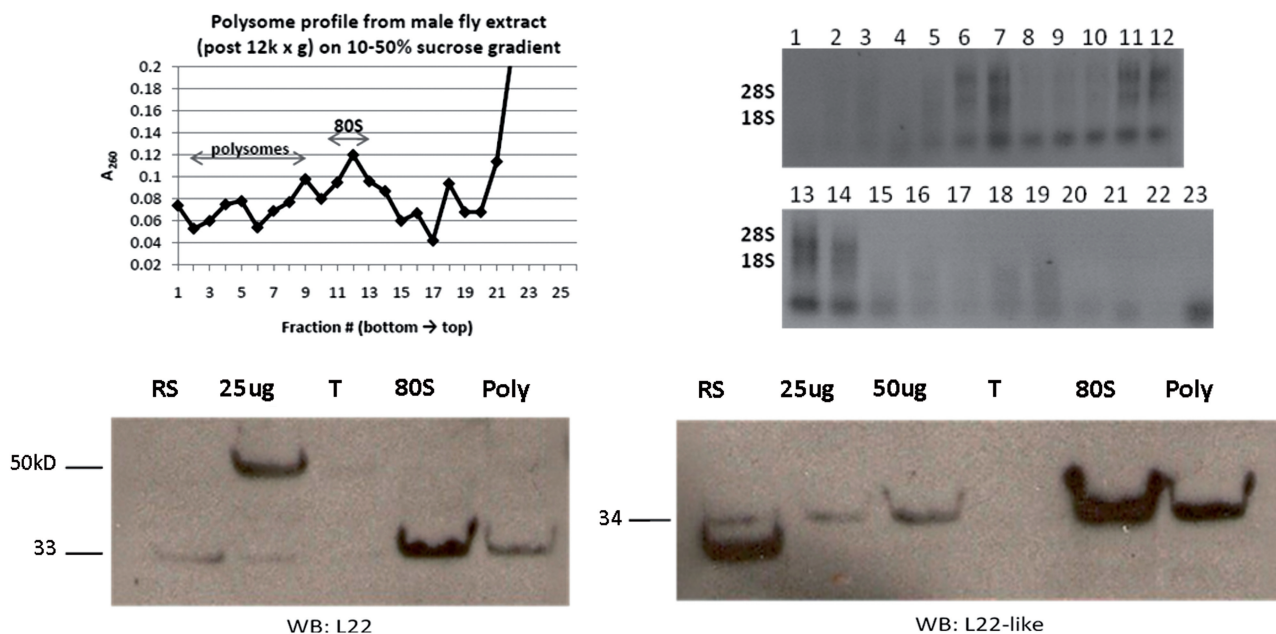 Polysome profile from male fly extract
(post 12k x g) on 10-50% sucrose gradient
0.2
0.18
0.16
0.14
0.12
0.1
0.08
0.06
0.04
0.02
A260
polysomes
80S
1 3 5 7 9 11 13 15 17 19 21 23 25
Fraction # (bottom → top)
1 2 3 4 5 6 7 8 9 10 11 12
28S
18S
13 14 15 16 17 18 19 20 21 22 23
28S
18S
RS 25ug T 80S Poly
50kD
33
WB: L22
RS 25ug 50ug T 80S Poly
34
WB: L22-like